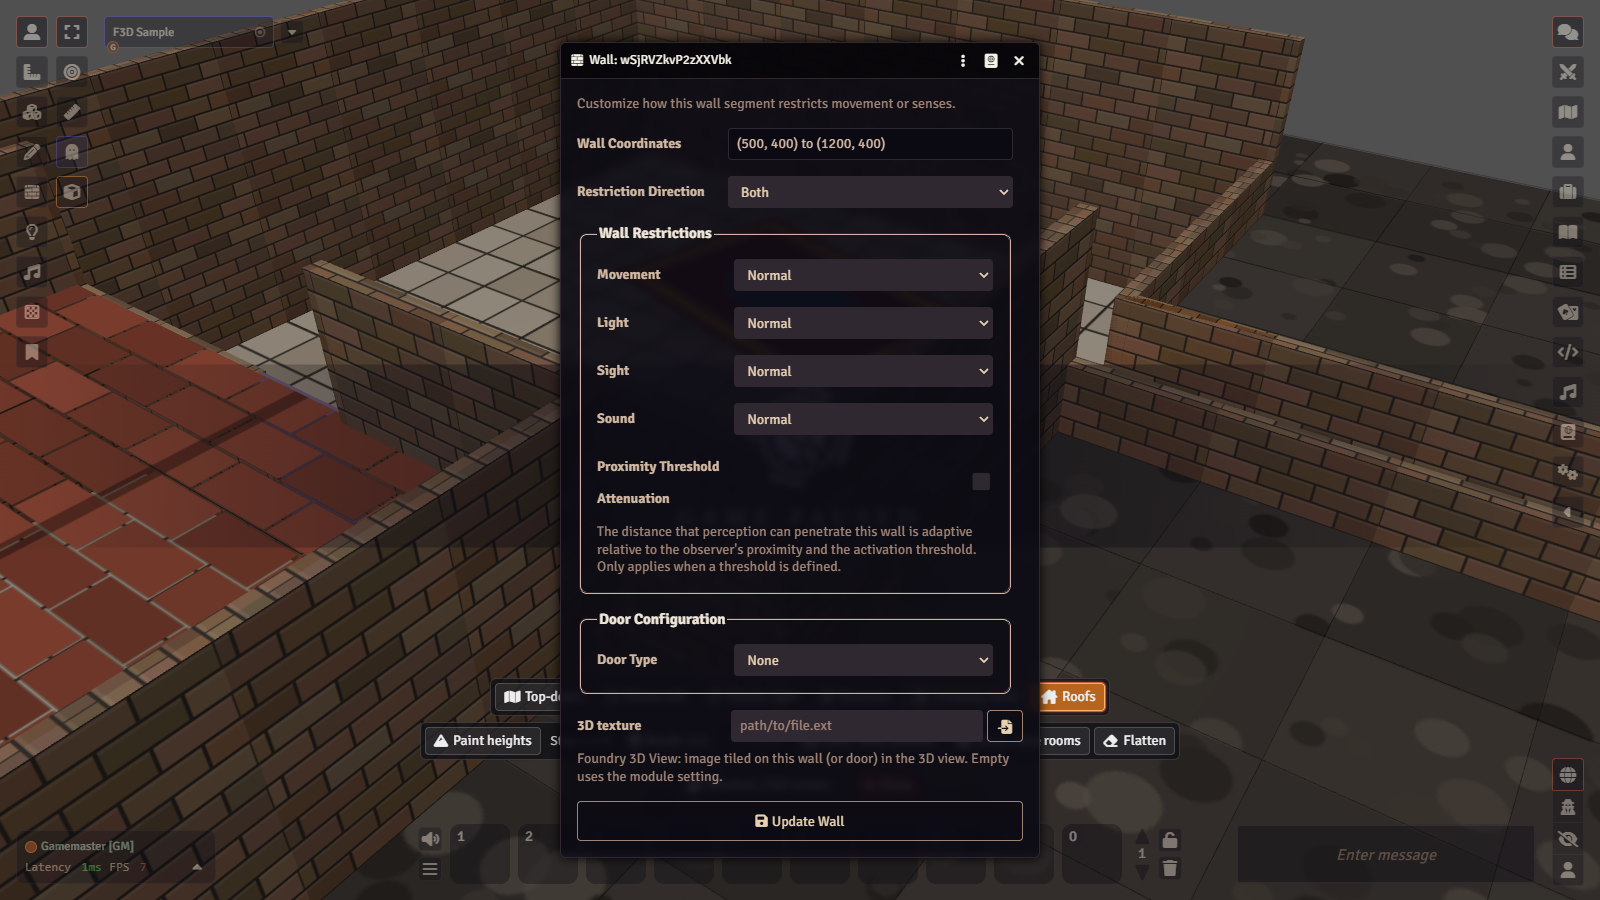 F3D Sample
G
Wall: wSjRVZkvP2zXXVbk
Customize how this wall segment restricts movement or senses.
Wall Coordinates
(500, 400) to (1200, 400)
Restriction Direction
Both
Wall Restrictions
Movement
Normal
Light
Normal
Sight
Normal
Sound
Normal
Proximity Threshold
Attenuation
The distance that perception can penetrate this wall is adaptive
relative to the observer's proximity and the activation threshold.
Only applies when a threshold is defined.
Door Configuration
Door Type
None
Roofs
3D texture
path/to/file.ext
Paint heights
rooms
Flatten
Foundry 3D View: image tiled on this wall (or door) in the 3D view. Empty
uses the module setting.
Update Wall
Gamemaster [GM]
Latency 1ms FPS 7
1
2
0
1
Enter message